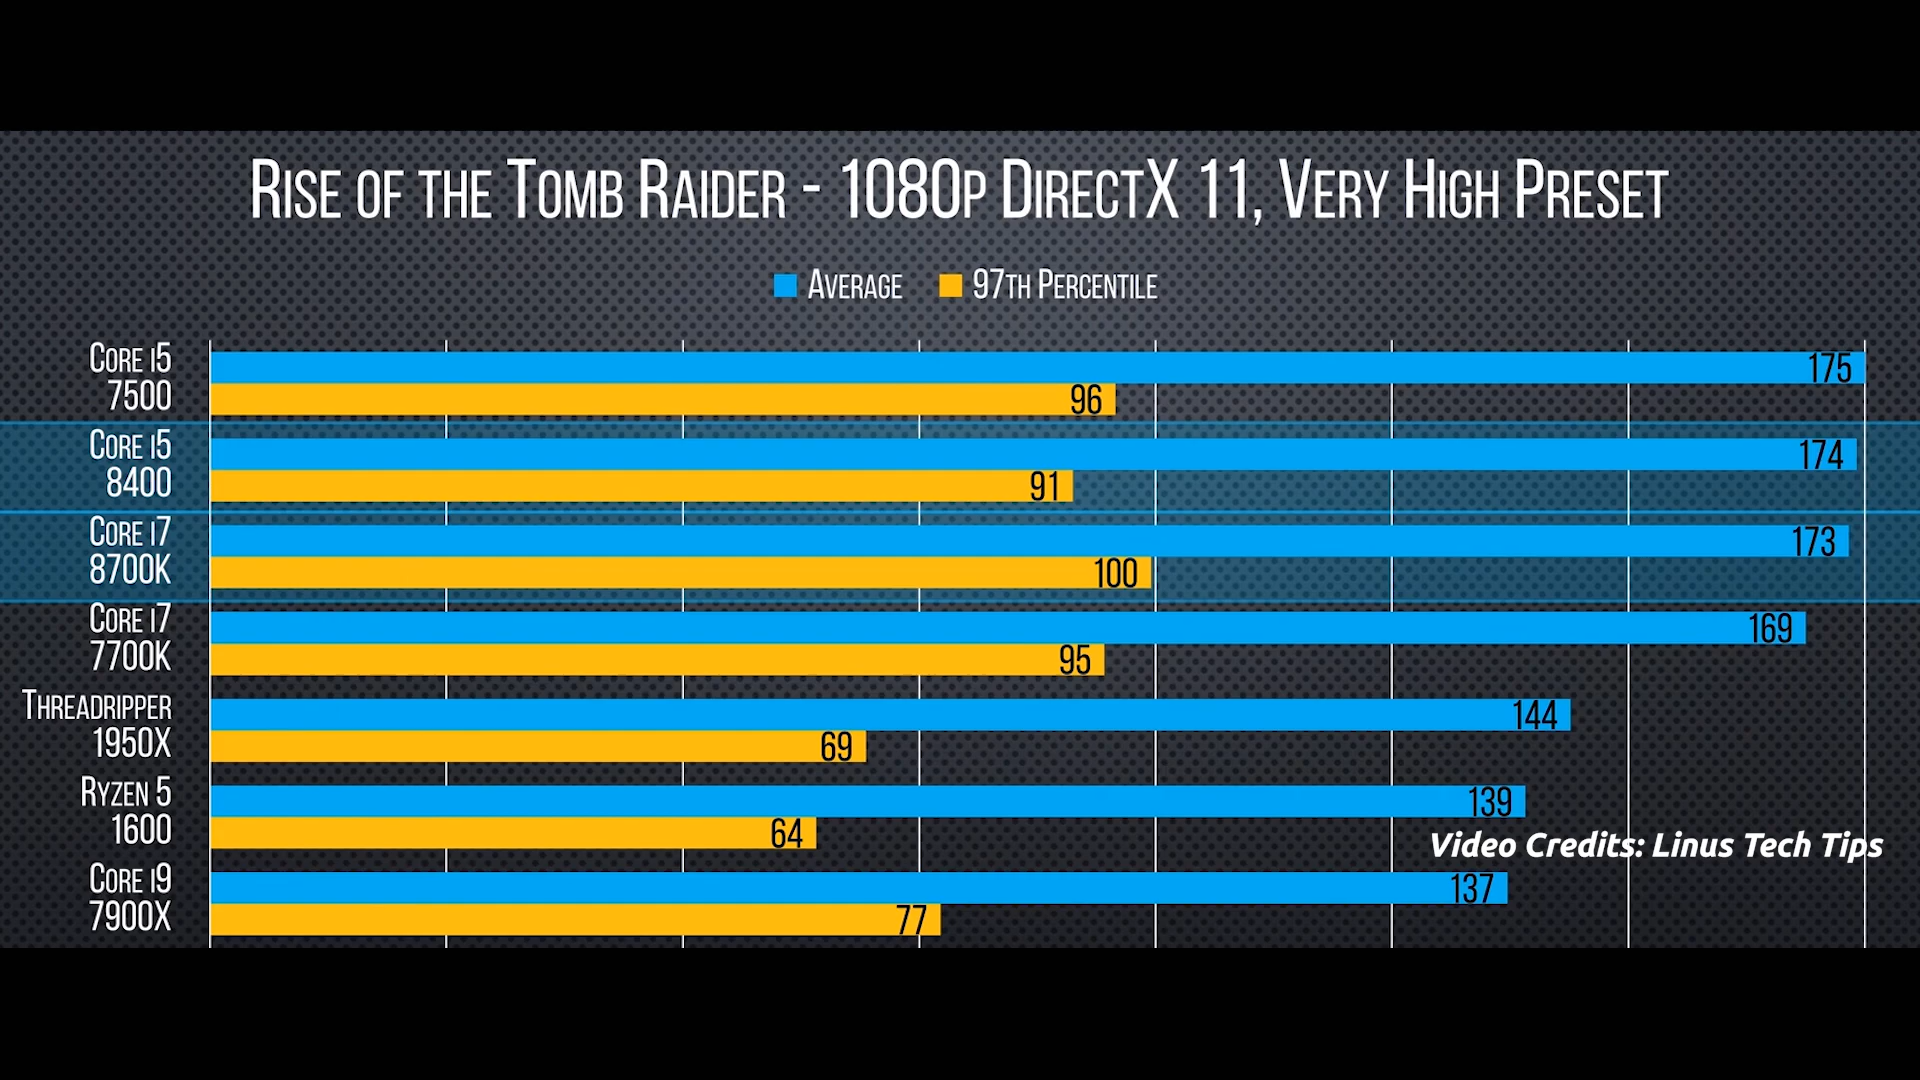 Rise of the Tomb Raider - 1080p DirectX 11, Very High Preset
Average 97th Percentile
Core i5
7500
175
96
Core i5
8400
174
91
Core i7
8700K
173
100
Core i7
7700K
169
95
Threadripper
1950X
144
69
Ryzen 5
1600
139
64
Video Credits: Linus Tech Tips
Core i9
7900X
137
77